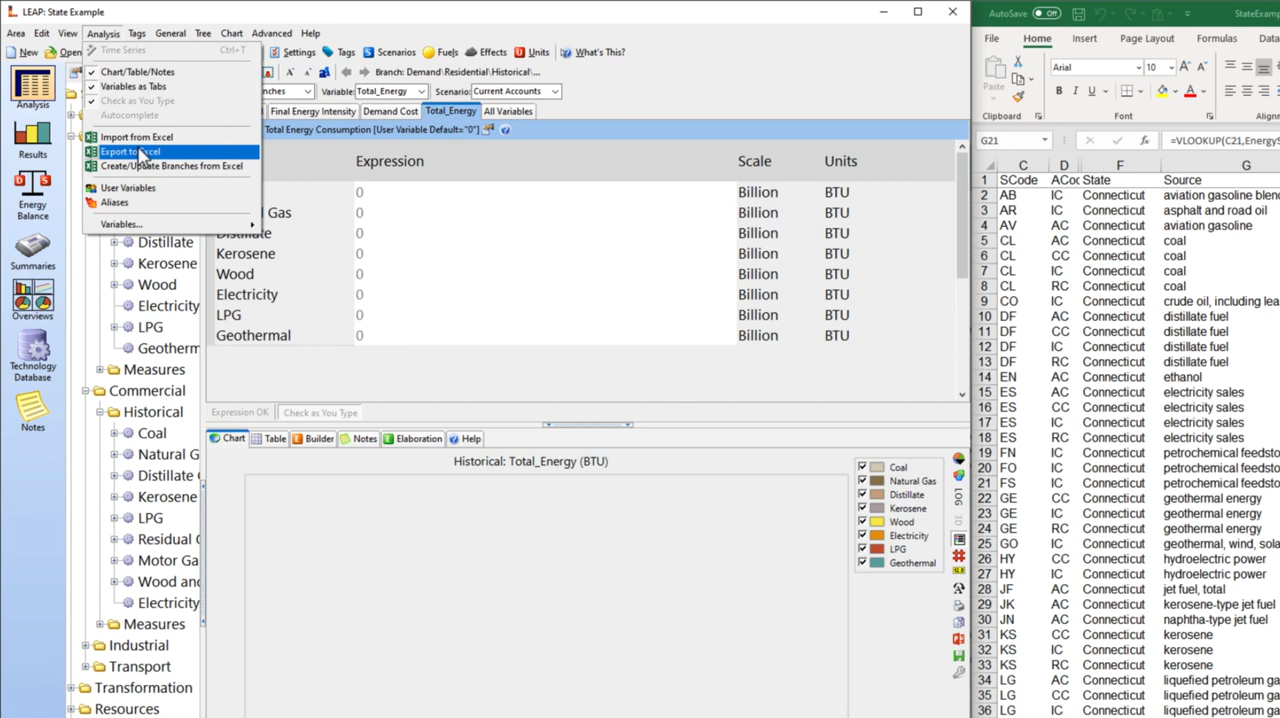 LEAP: State Example
Area Edit View Analysis Tags General Tree Chart Advanced Help
New Open Settings Tags Scenarios Fuels Effects Units What's This?
Time Series Ctrl+T
Chart/Table/Notes
Variables as Tabs
Check as You Type
Autocomplete
Import from Excel
Export to Excel
Create/Update Branches from Excel
User Variables
Aliases
Variables...
Branch: Demand\Residential\Historical\...
Variable: Total_Energy Scenario: Current Accounts
Final Energy Intensity Demand Cost Total_Energy All Variables
Total Energy Consumption [User Variable Default="0"]
Expression Scale Units
0 Billion BTU
Gas 0 Billion BTU
Distillate 0 Billion BTU
Kerosene 0 Billion BTU
Wood 0 Billion BTU
Electricity 0 Billion BTU
LPG 0 Billion BTU
Geothermal 0 Billion BTU
Expression OK Check as You Type
Chart Table Builder Notes Elaboration Help
Historical: Total_Energy (BTU)
Coal
Natural Gas
Distillate
Kerosene
Wood
Electricity
LPG
Geothermal
LOG
Analysis
Results
Energy
Balance
Summaries
Overviews
Technology
Database
Notes
Distillate
Kerosene
Wood
Electricity
LPG
Geotherm
Measures
Commercial
Historical
Coal
Natural G
Distillate
Kerosene
LPG
Residual
Motor Ga
Wood and
Electricity
Measures
Industrial
Transport
Transformation
Resources
AutoSave Off StateExample
File Home Insert Page Layout Formulas Data
Paste
Arial 10
B I U
Clipboard Font Alignm
G21 =VLOOKUP(C21,EnergyS
C D F G
1 SCode ACoc State Source
2 AB IC Connecticut aviation gasoline blend
3 AR IC Connecticut asphalt and road oil
4 AV AC Connecticut aviation gasoline
5 CL AC Connecticut coal
6 CL CC Connecticut coal
7 CL IC Connecticut coal
8 CL RC Connecticut coal
9 CO IC Connecticut crude oil, including lea
10 DF AC Connecticut distillate fuel
11 DF CC Connecticut distillate fuel
12 DF IC Connecticut distillate fuel
13 DF RC Connecticut distillate fuel
14 EN AC Connecticut ethanol
15 ES AC Connecticut electricity sales
16 ES CC Connecticut electricity sales
17 ES IC Connecticut electricity sales
18 ES RC Connecticut electricity sales
19 FN IC Connecticut petrochemical feedsto
20 FO IC Connecticut petrochemical feedsto
21 FS IC Connecticut petrochemical feedsto
22 GE CC Connecticut geothermal energy
23 GE IC Connecticut geothermal energy
24 GE RC Connecticut geothermal energy
25 GO IC Connecticut geothermal, wind, sola
26 HY CC Connecticut hydroelectric power
27 HY IC Connecticut hydroelectric power
28 JF AC Connecticut jet fuel, total
29 JK AC Connecticut kerosene-type jet fuel
30 JN AC Connecticut naphtha-type jet fuel
31 KS CC Connecticut kerosene
32 KS IC Connecticut kerosene
33 KS RC Connecticut kerosene
34 LG AC Connecticut liquefied petroleum ga
35 LG CC Connecticut liquefied petroleum ga
36 LG IC Connecticut liquefied petroleum ga